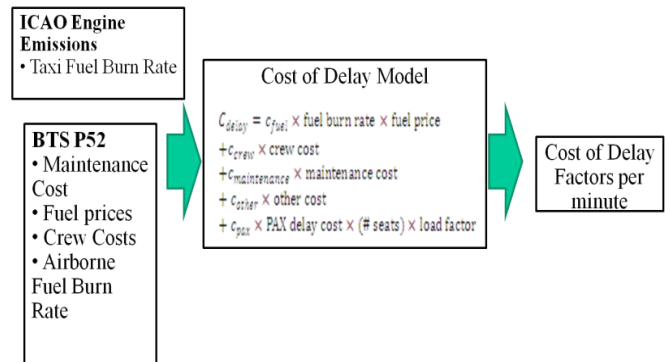 ICAO Engine
Emissions
• Taxi Fuel Burn Rate
BTS P52
• Maintenance
Cost
• Fuel prices
• Crew Costs
• Airborne
Fuel Burn
Rate
Cost of Delay Model
C_delay = c_fuel × fuel burn rate × fuel price
+c_crew × crew cost
+c_maintenance × maintenance cost
+ c_other × other cost
+ c_pax × PAX delay cost × (# seats) × load factor
Cost of Delay
Factors per
minute